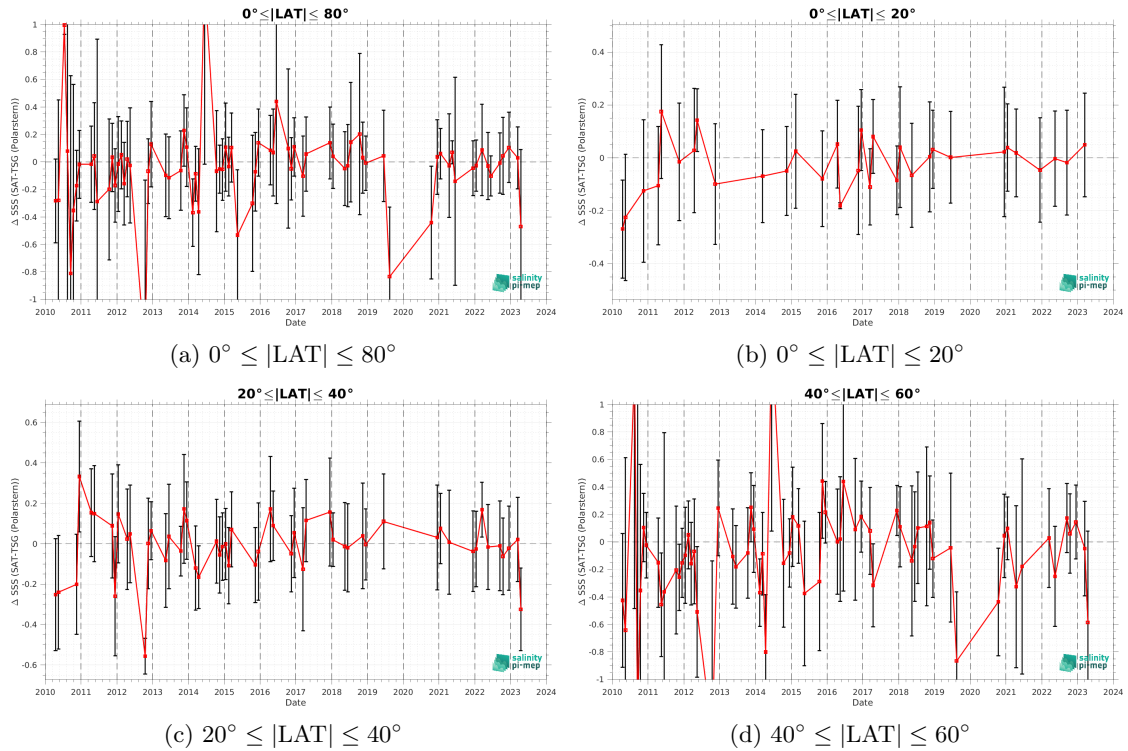 0°≤|LAT|≤ 80°
Δ SSS (SAT-TSG (Polarstern))
1
0.8
0.6
0.4
0.2
0
-0.2
-0.4
-0.6
-0.8
-1
2010 2011 2012 2013 2014 2015 2016 2017 2018 2019 2020 2021 2022 2023 2024
Date
salinity
pi-mep
(a) 0° ≤ |LAT| ≤ 80°
0°≤|LAT|≤ 20°
Δ SSS (SAT-TSG (Polarstern))
0.4
0.2
0
-0.2
-0.4
2010 2011 2012 2013 2014 2015 2016 2017 2018 2019 2020 2021 2022 2023 2024
Date
salinity
pi-mep
(b) 0° ≤ |LAT| ≤ 20°
20°≤|LAT|≤ 40°
Δ SSS (SAT-TSG (Polarstern))
0.6
0.4
0.2
0
-0.2
-0.4
-0.6
2010 2011 2012 2013 2014 2015 2016 2017 2018 2019 2020 2021 2022 2023 2024
Date
salinity
pi-mep
(c) 20° ≤ |LAT| ≤ 40°
40°≤|LAT|≤ 60°
Δ SSS (SAT-TSG (Polarstern))
1
0.8
0.6
0.4
0.2
0
-0.2
-0.4
-0.6
-0.8
-1
2010 2011 2012 2013 2014 2015 2016 2017 2018 2019 2020 2021 2022 2023 2024
Date
salinity
pi-mep
(d) 40° ≤ |LAT| ≤ 60°